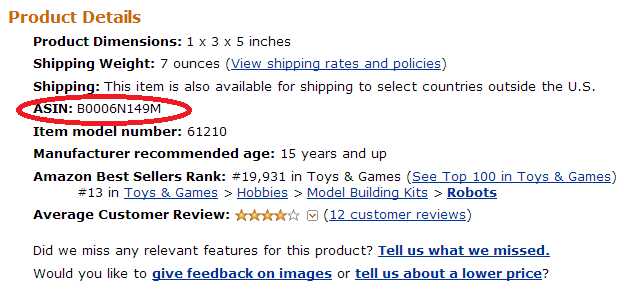 Product Details
Product Dimensions: 1 x 3 x 5 inches
Shipping Weight: 7 ounces (View shipping rates and policies)
Shipping: This item is also available for shipping to select countries outside the U.S.
ASIN: B0006N149M
Item model number: 61210
Manufacturer recommended age: 15 years and up
Amazon Best Sellers Rank: #19,931 in Toys & Games (See Top 100 in Toys & Games)
#13 in Toys & Games > Hobbies > Model Building Kits > Robots
Average Customer Review: (12 customer reviews)
Did we miss any relevant features for this product? Tell us what we missed.
Would you like to give feedback on images or tell us about a lower price?